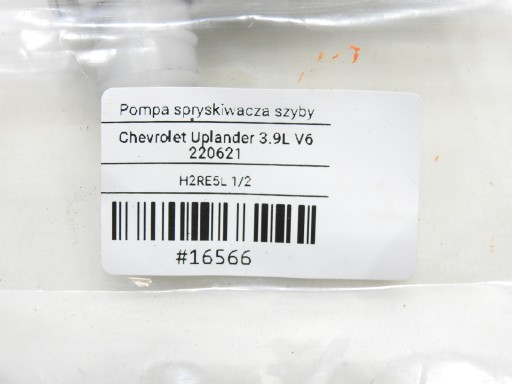 Pompa spryskiwacza szyby
Chevrolet Uplander 3.9L V6
220621
H2RE5L 1/2
#16566